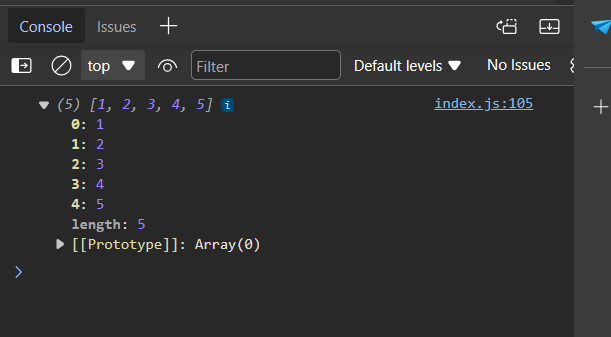 Console Issues
top Filter Default levels No Issues
(5) [1, 2, 3, 4, 5] i index.js:105
0: 1
1: 2
2: 3
3: 4
4: 5
length: 5
[[Prototype]]: Array(0)